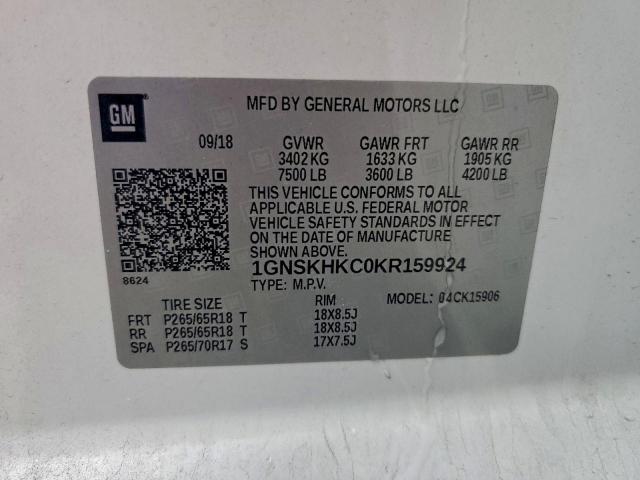 GM
MFD BY GENERAL MOTORS LLC
09/18 GVWR GAWR FRT GAWR RR
3402 KG 1633 KG 1905 KG
7500 LB 3600 LB 4200 LB
THIS VEHICLE CONFORMS TO ALL
APPLICABLE U.S. FEDERAL MOTOR
VEHICLE SAFETY STANDARDS IN EFFECT
ON THE DATE OF MANUFACTURE
SHOWN ABOVE.
8624
1GNSKHKC0KR159924
TYPE: M.P.V. MODEL: 04CK15906
TIRE SIZE RIM
FRT P265/65R18 T 18X8.5J
RR P265/65R18 T 18X8.5J
SPA P265/70R17 S 17X7.5J